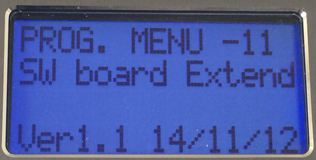 PROG. MENU -11
SW board Extend
Ver1.1 14/11/12